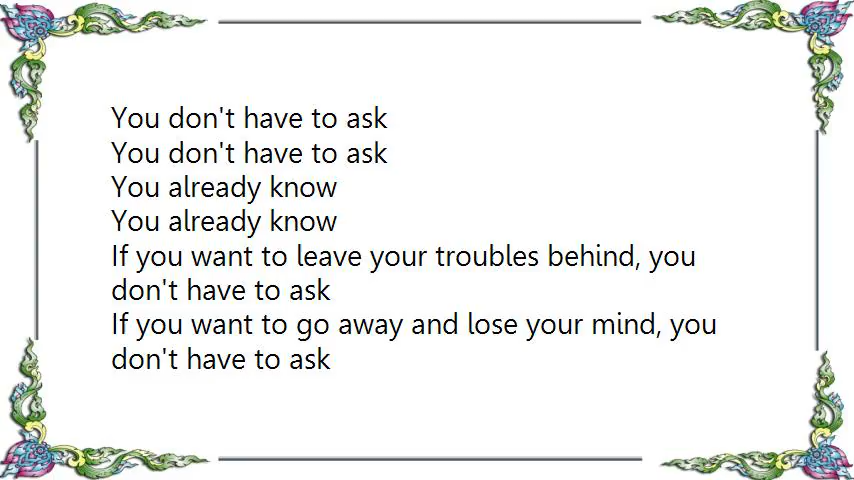 You don't have to ask
You don't have to ask
You already know
You already know
If you want to leave your troubles behind, you
don't have to ask
If you want to go away and lose your mind, you
don't have to ask